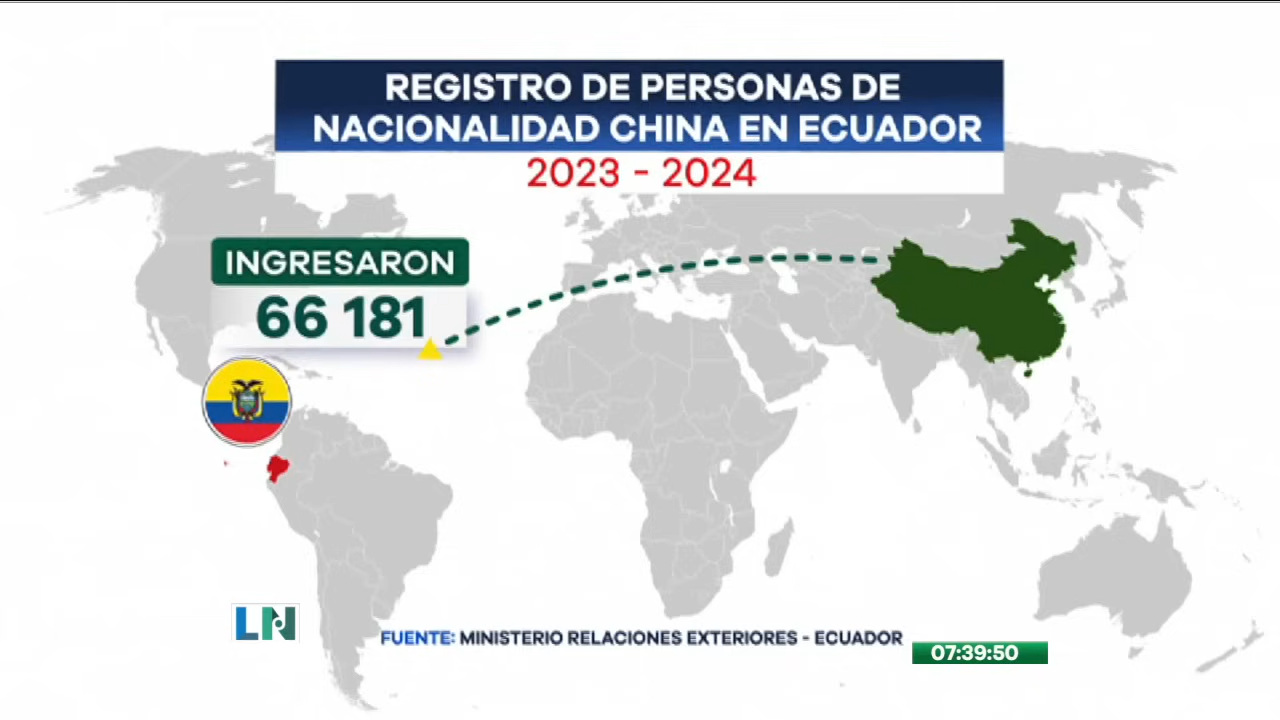 REGISTRO DE PERSONAS DE
NACIONALIDAD CHINA EN ECUADOR
2023 - 2024
INGRESARON
66 181
LN
FUENTE: MINISTERIO RELACIONES EXTERIORES - ECUADOR
07:39:50